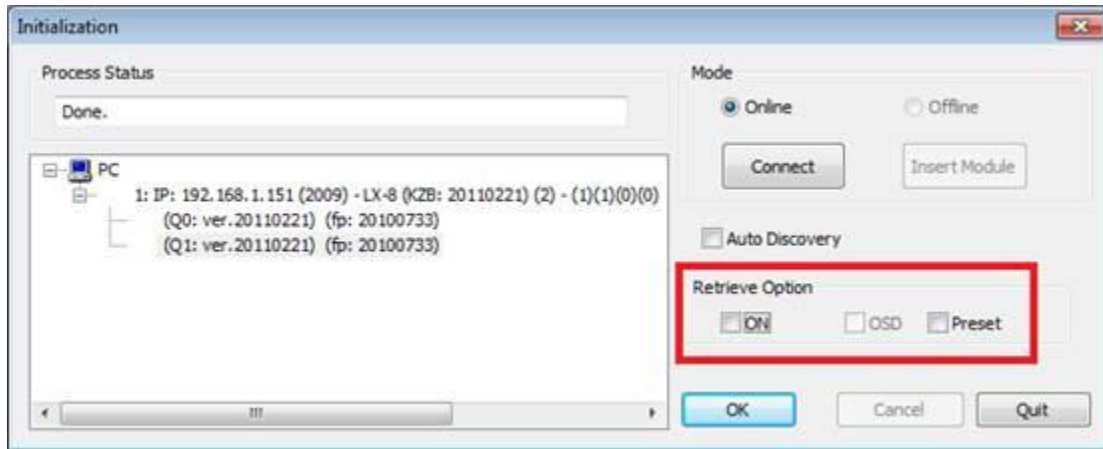 Initialization
Process Status
Done.
PC
1: IP: 192.168.1.151 (2009) - LX-8 (KZB: 20110221) (2) - (1)(1)(0)(0)
(Q0: ver.20110221) (fp: 20100733)
(Q1: ver.20110221) (fp: 20100733)
Mode
Online Offline
Connect Insert Module
Auto Discovery
Retrieve Option
ON OSD Preset
OK Cancel Quit